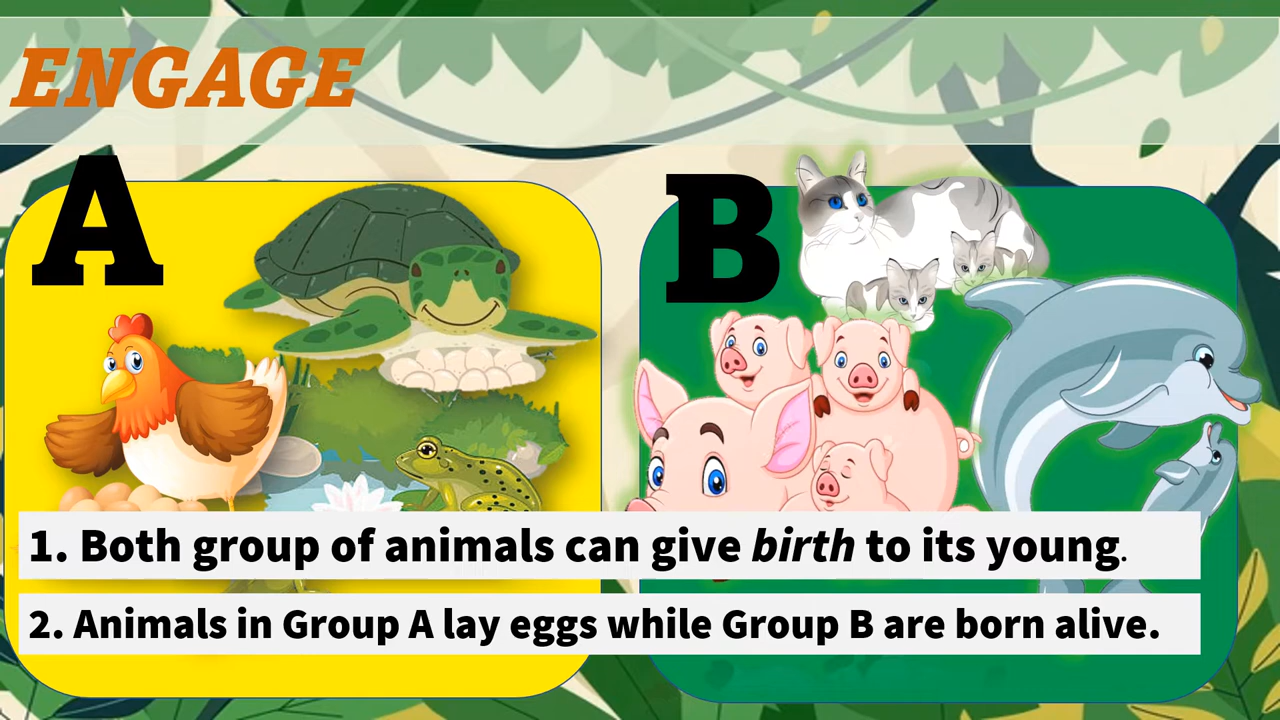 ENGAGE
A
B
1. Both group of animals can give birth to its young.
2. Animals in Group A lay eggs while Group B are born alive.